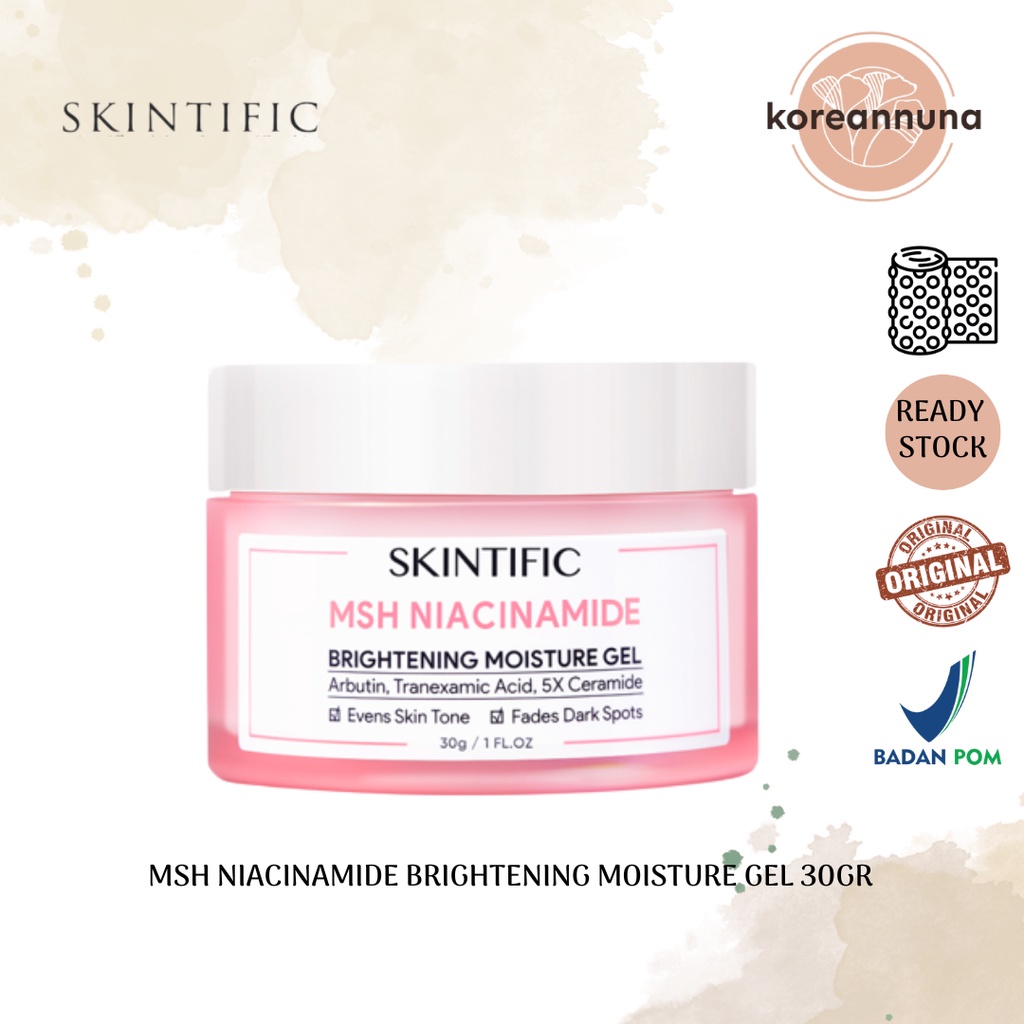 SKINTIFIC
koreannuna
READY
STOCK
ORIGINAL
ORIGINAL
ORIGINAL
BADAN POM
SKINTIFIC
MSH NIACINAMIDE
BRIGHTENING MOISTURE GEL
Arbutin, Tranexamic Acid, 5X Ceramide
☑ Evens Skin Tone ☑ Fades Dark Spots
30g / 1 FL.OZ
MSH NIACINAMIDE BRIGHTENING MOISTURE GEL 30GR